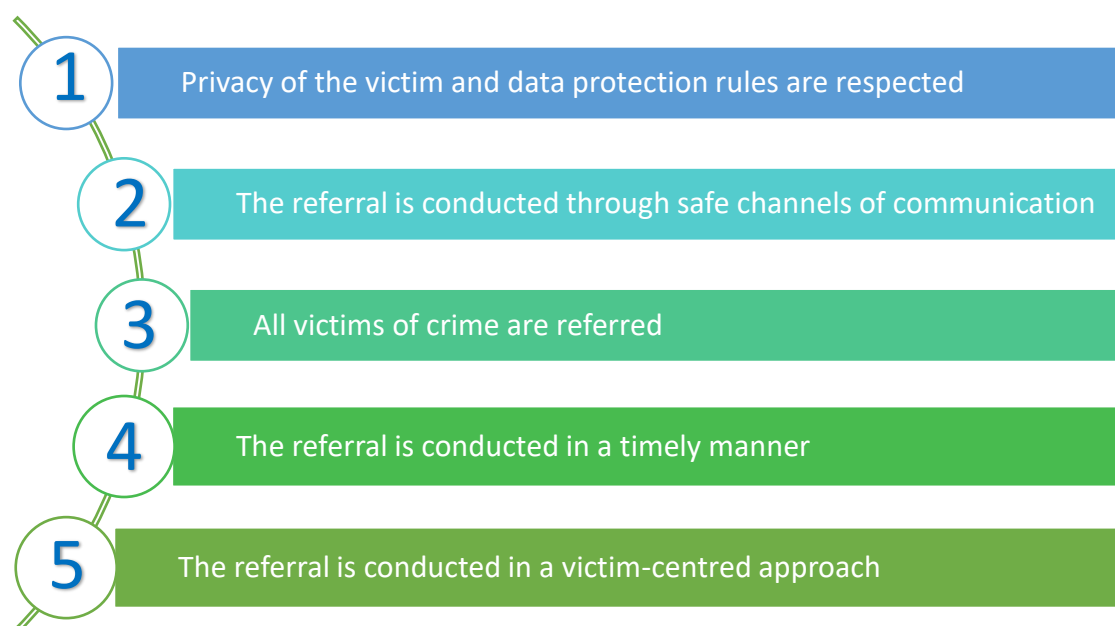 1 Privacy of the victim and data protection rules are respected
2 The referral is conducted through safe channels of communication
3 All victims of crime are referred
4 The referral is conducted in a timely manner
5 The referral is conducted in a victim-centred approach